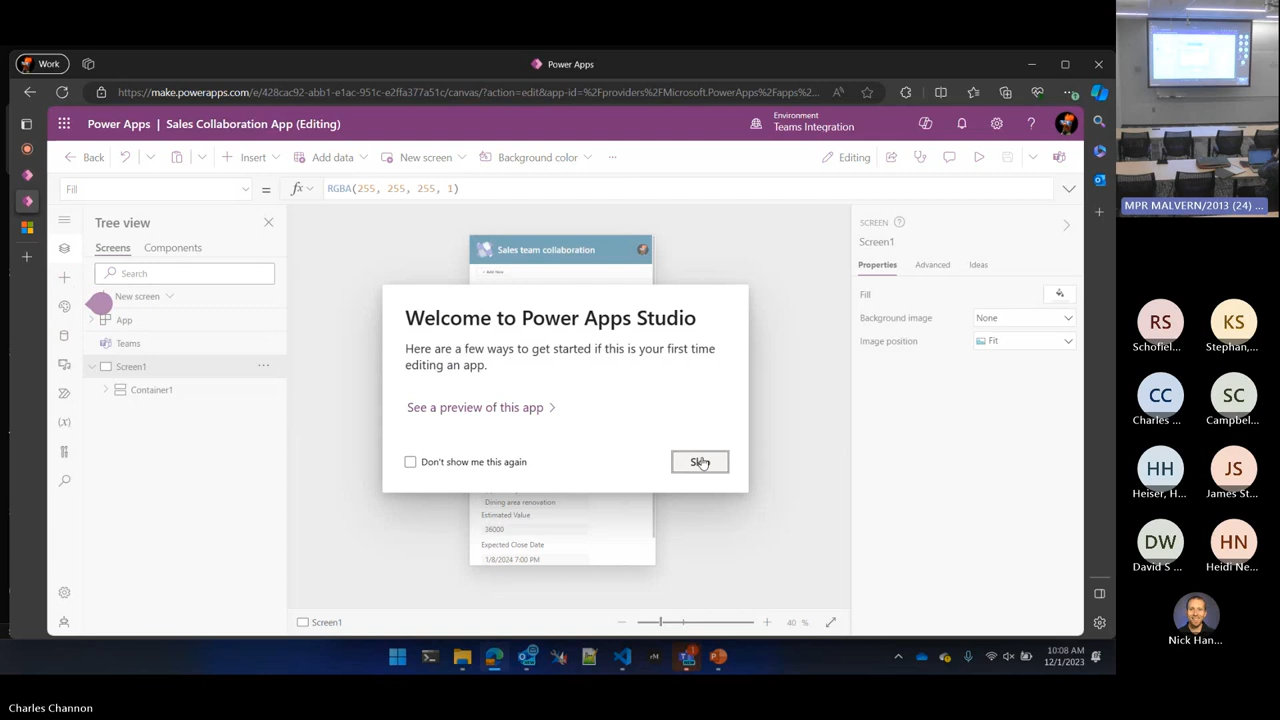 Work
Power Apps
https://make.powerapps.com/e/428cac92-abb1-e1ac-951c-e2ffa377a51c/canvas/?action=edit&app-id=%2Fproviders%2FMicrosoft.PowerApps%2Fapps%...
Power Apps | Sales Collaboration App (Editing)
Environment
Teams Integration
Back
Insert
Add data
New screen
Background color
...
Editing
Fill
=
fx
RGBA(255, 255, 255, 1)
Tree view
Screens
Components
Search
New screen
App
Teams
Screen1
Container1
Sales team collaboration
+ Add New
Welcome to Power Apps Studio
Here are a few ways to get started if this is your first time
editing an app.
See a preview of this app
Don't show me this again
Dining area renovation
Estimated Value
36000
Expected Close Date
1/8/2024 7:00 PM
Screen1
40 %
SCREEN
Screen1
Properties
Advanced
Ideas
Fill
Background image
None
Image position
Fit
10:08 AM
12/1/2023
MPR MALVERN/2013 (24) ...
RS
Schofiel...
KS
Stephan,...
CC
Charles ...
SC
Campbel...
HH
Heiser, H...
JS
James St...
DW
David S ...
HN
Heidi Ne...
Nick Han...
Charles Channon